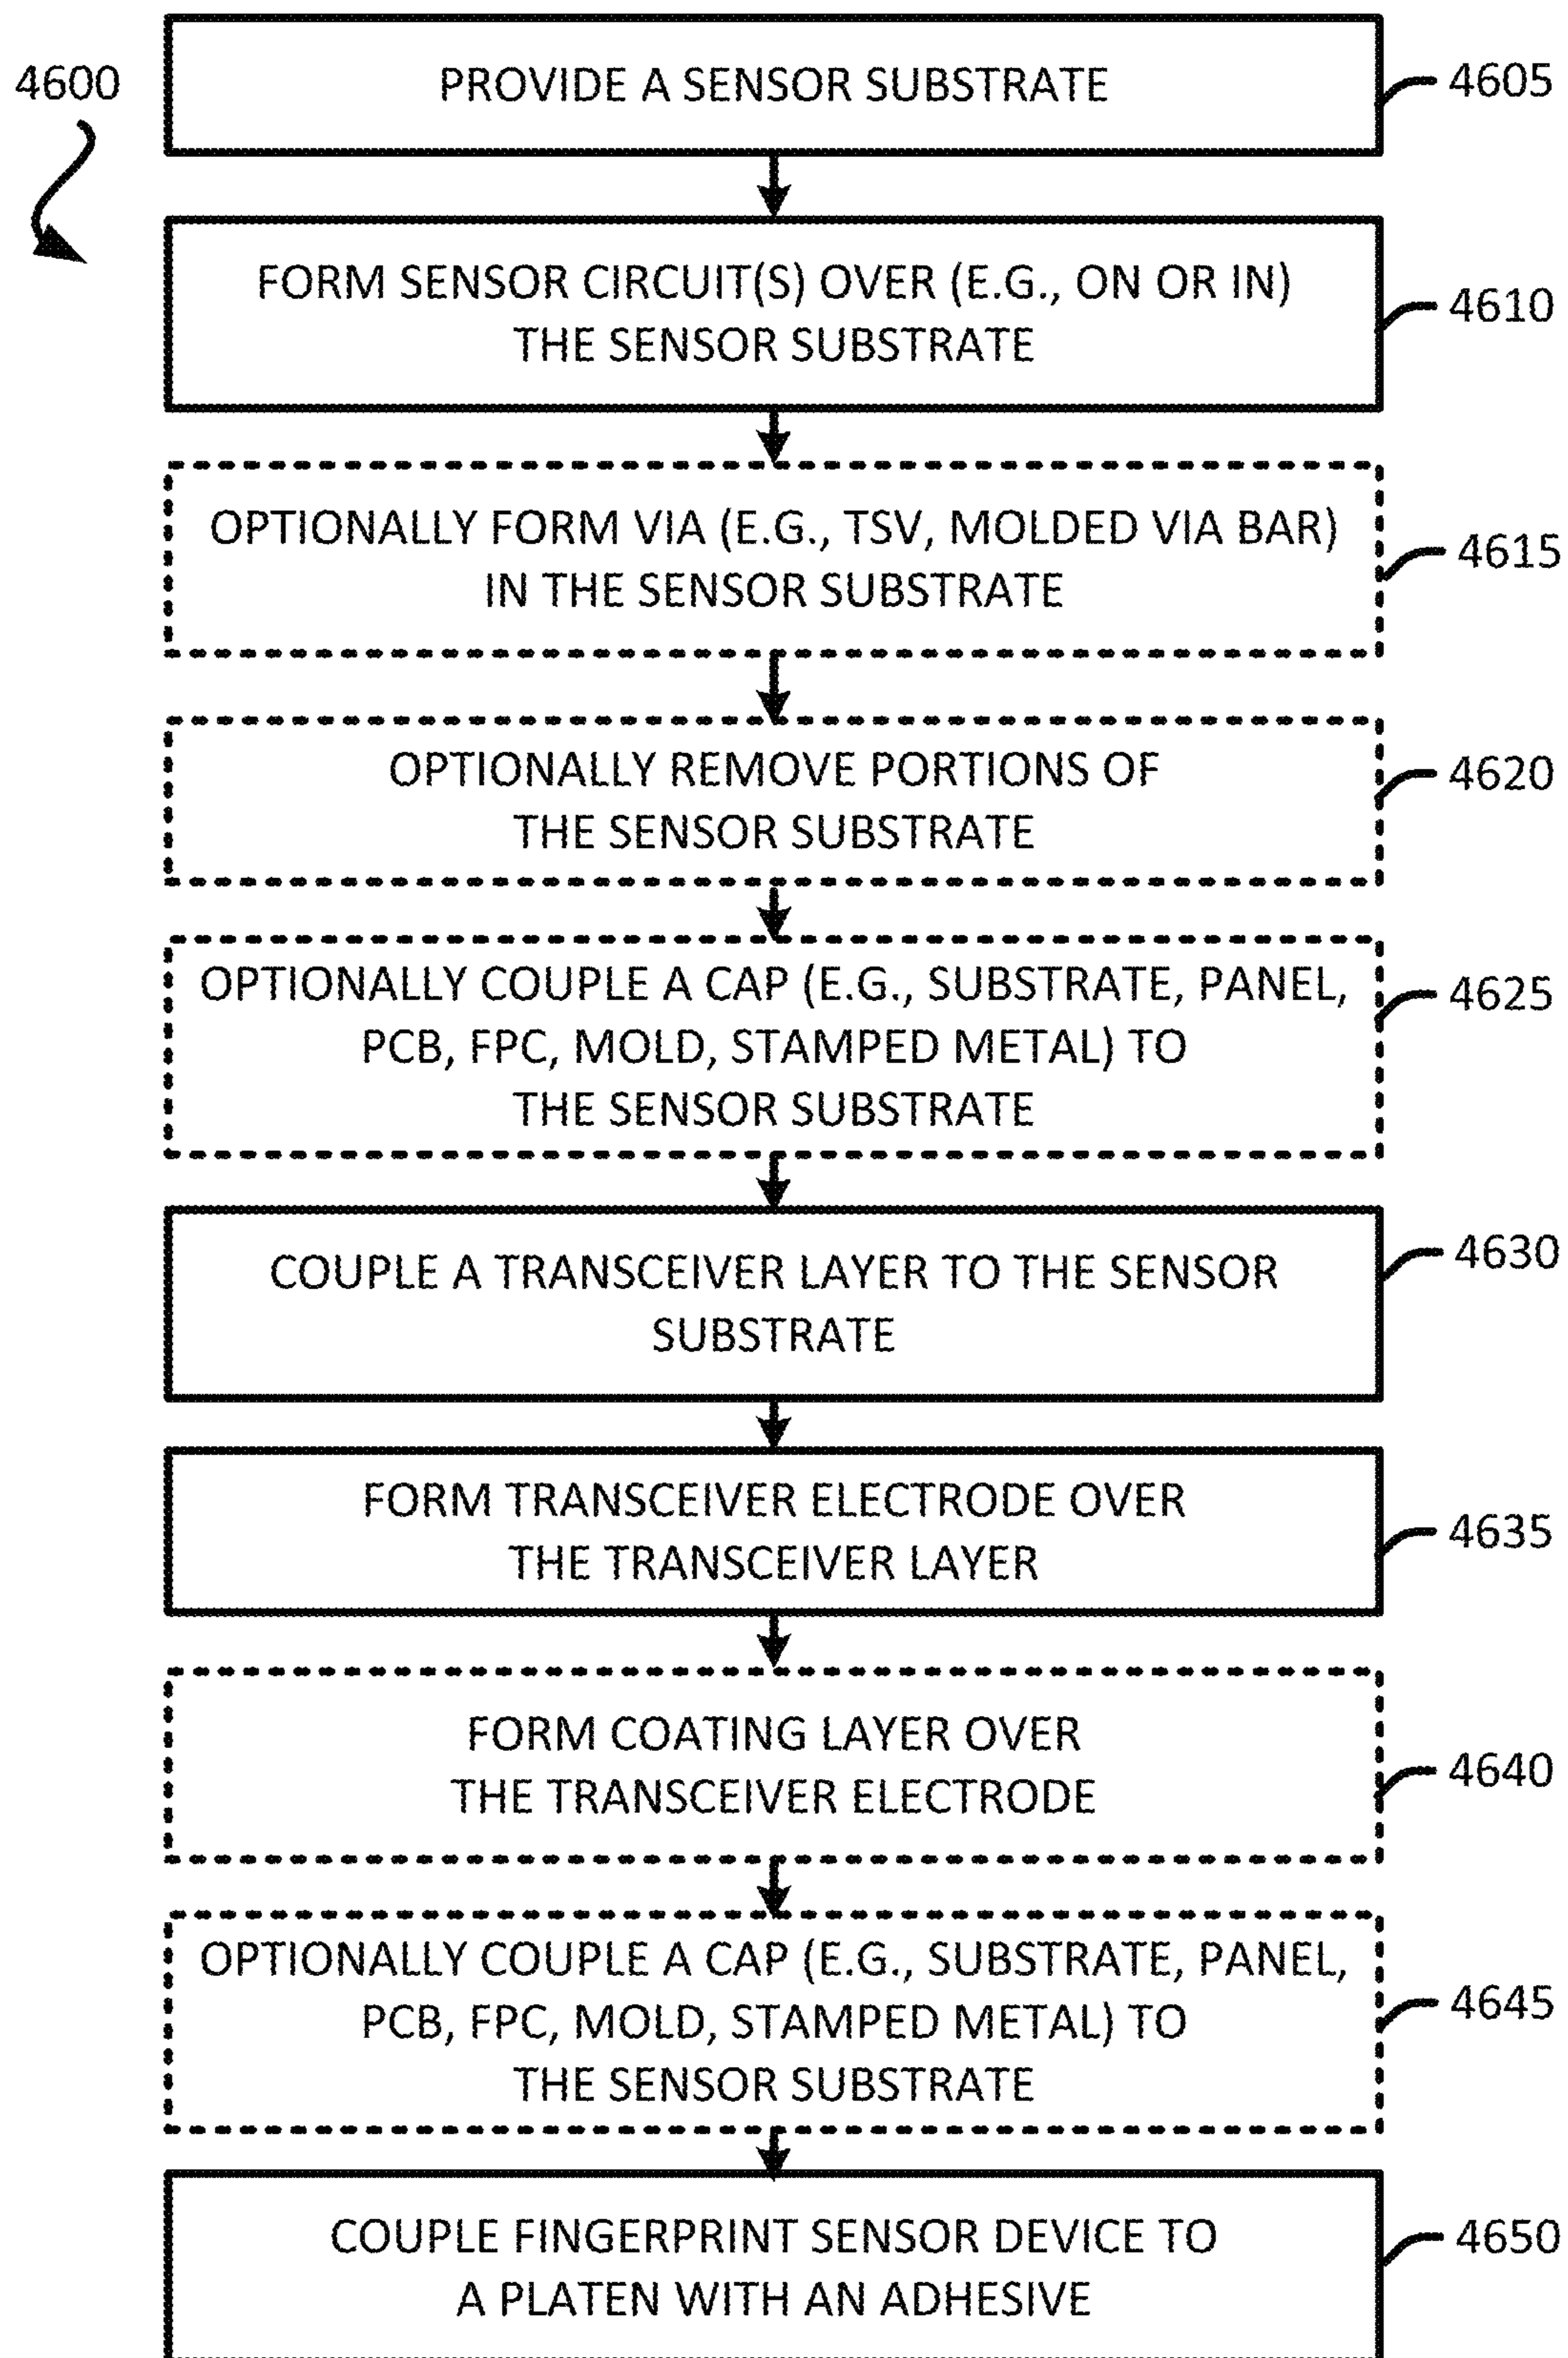 4600
PROVIDE A SENSOR SUBSTRATE
4605
FORM SENSOR CIRCUIT(S) OVER (E.G., ON OR IN)
THE SENSOR SUBSTRATE
4610
OPTIONALLY FORM VIA (E.G., TSV, MOLDED VIA BAR)
IN THE SENSOR SUBSTRATE
4615
OPTIONALLY REMOVE PORTIONS OF
THE SENSOR SUBSTRATE
4620
OPTIONALLY COUPLE A CAP (E.G., SUBSTRATE, PANEL,
PCB, FPC, MOLD, STAMPED METAL) TO
THE SENSOR SUBSTRATE
4625
COUPLE A TRANSCEIVER LAYER TO THE SENSOR
SUBSTRATE
4630
FORM TRANSCEIVER ELECTRODE OVER
THE TRANSCEIVER LAYER
4635
FORM COATING LAYER OVER
THE TRANSCEIVER ELECTRODE
4640
OPTIONALLY COUPLE A CAP (E.G., SUBSTRATE, PANEL,
PCB, FPC, MOLD, STAMPED METAL) TO
THE SENSOR SUBSTRATE
4645
COUPLE FINGERPRINT SENSOR DEVICE TO
A PLATEN WITH AN ADHESIVE
4650